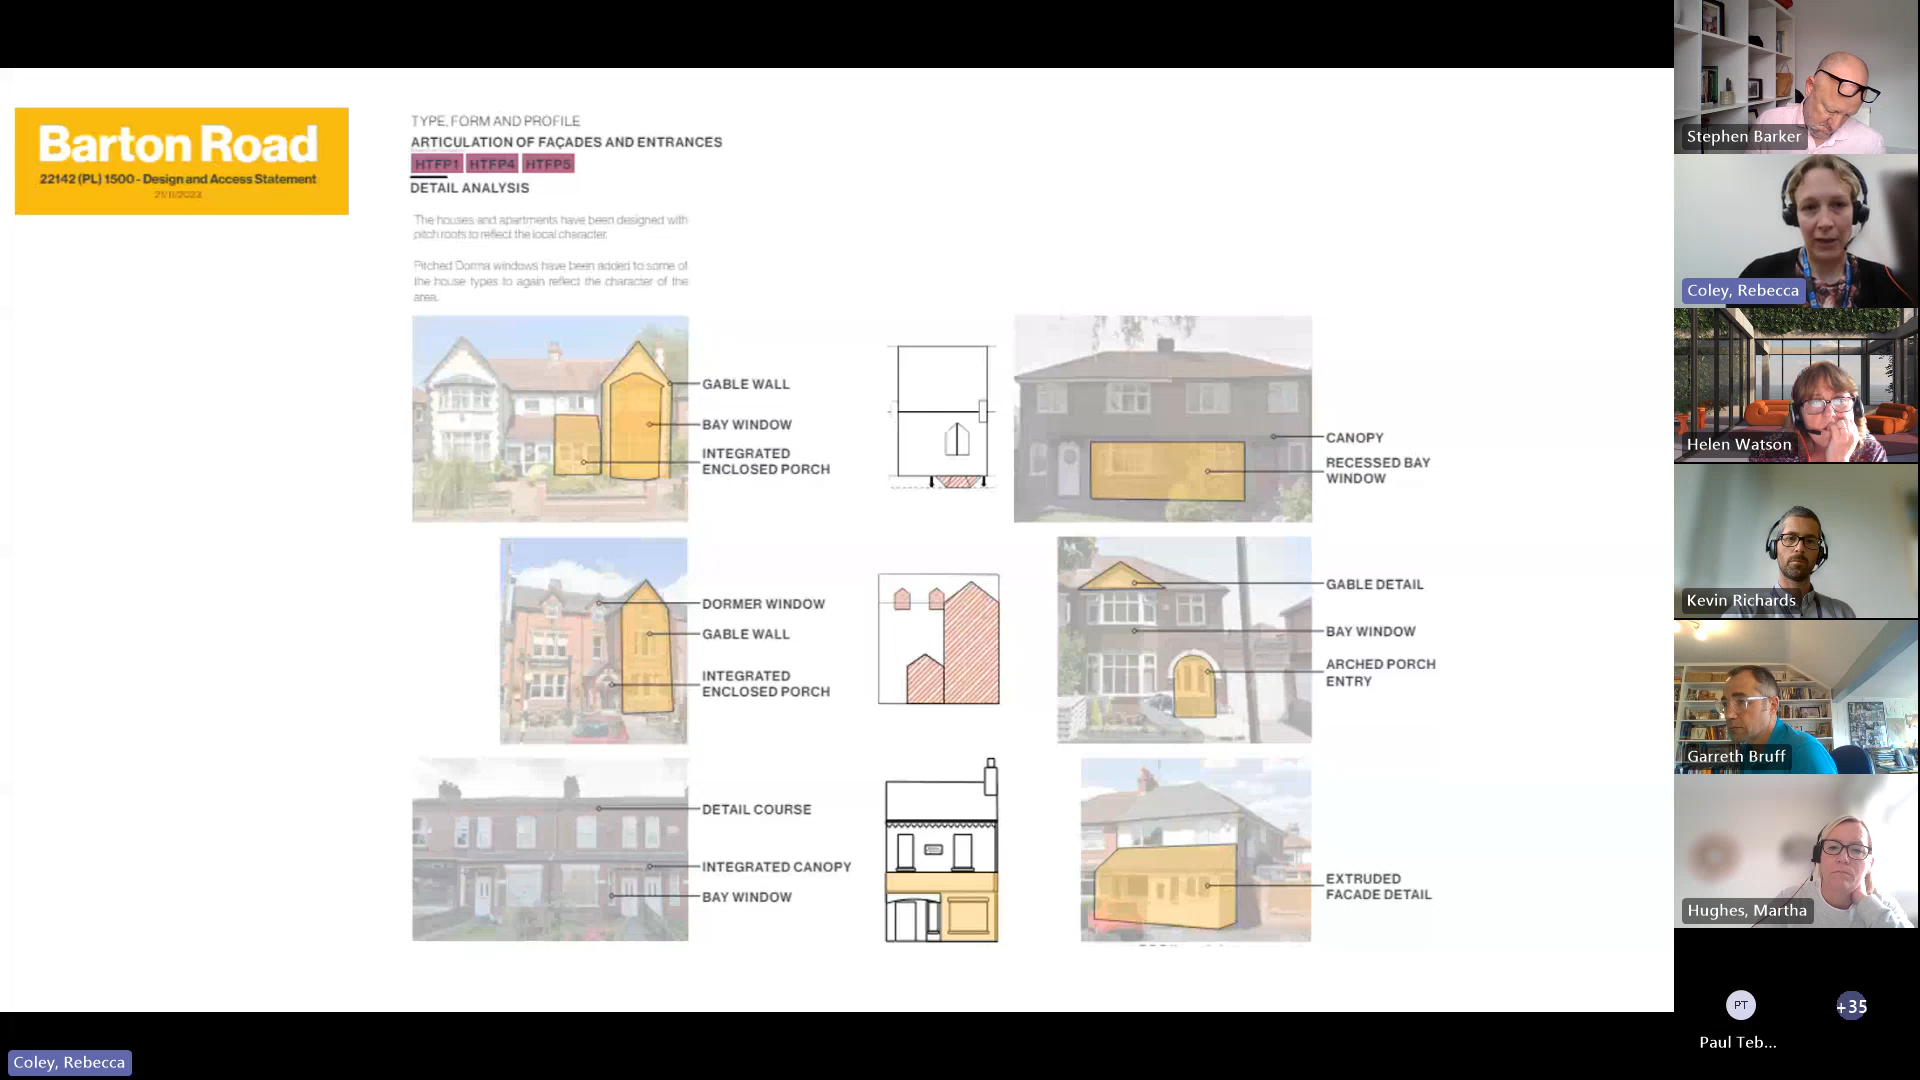 Barton Road
22142 (PL) 1500 - Design and Access Statement
21/11/2023
TYPE, FORM AND PROFILE
ARTICULATION OF FAÇADES AND ENTRANCES
HTFP1 HTFP4 HTFP5
DETAIL ANALYSIS
The houses and apartments have been designed with
pitch roofs to reflect the local character.
Pitched Dorma windows have been added to some of
the house types to again reflect the character of the
area.
GABLE WALL
BAY WINDOW
INTEGRATED
ENCLOSED PORCH
CANOPY
RECESSED BAY
WINDOW
DORMER WINDOW
GABLE WALL
INTEGRATED
ENCLOSED PORCH
GABLE DETAIL
BAY WINDOW
ARCHED PORCH
ENTRY
DETAIL COURSE
INTEGRATED CANOPY
BAY WINDOW
EXTRUDED
FACADE DETAIL
Stephen Barker
Coley, Rebecca
Helen Watson
Kevin Richards
Garreth Bruff
Hughes, Martha
PT
+35
Paul Teb...
Coley, Rebecca